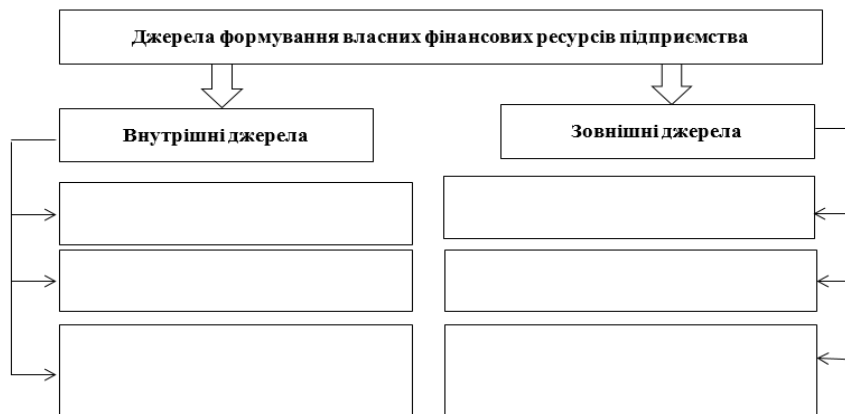 Джерела формування власних фінансових ресурсів підприємства
Внутрішні джерела
Зовнішні джерела